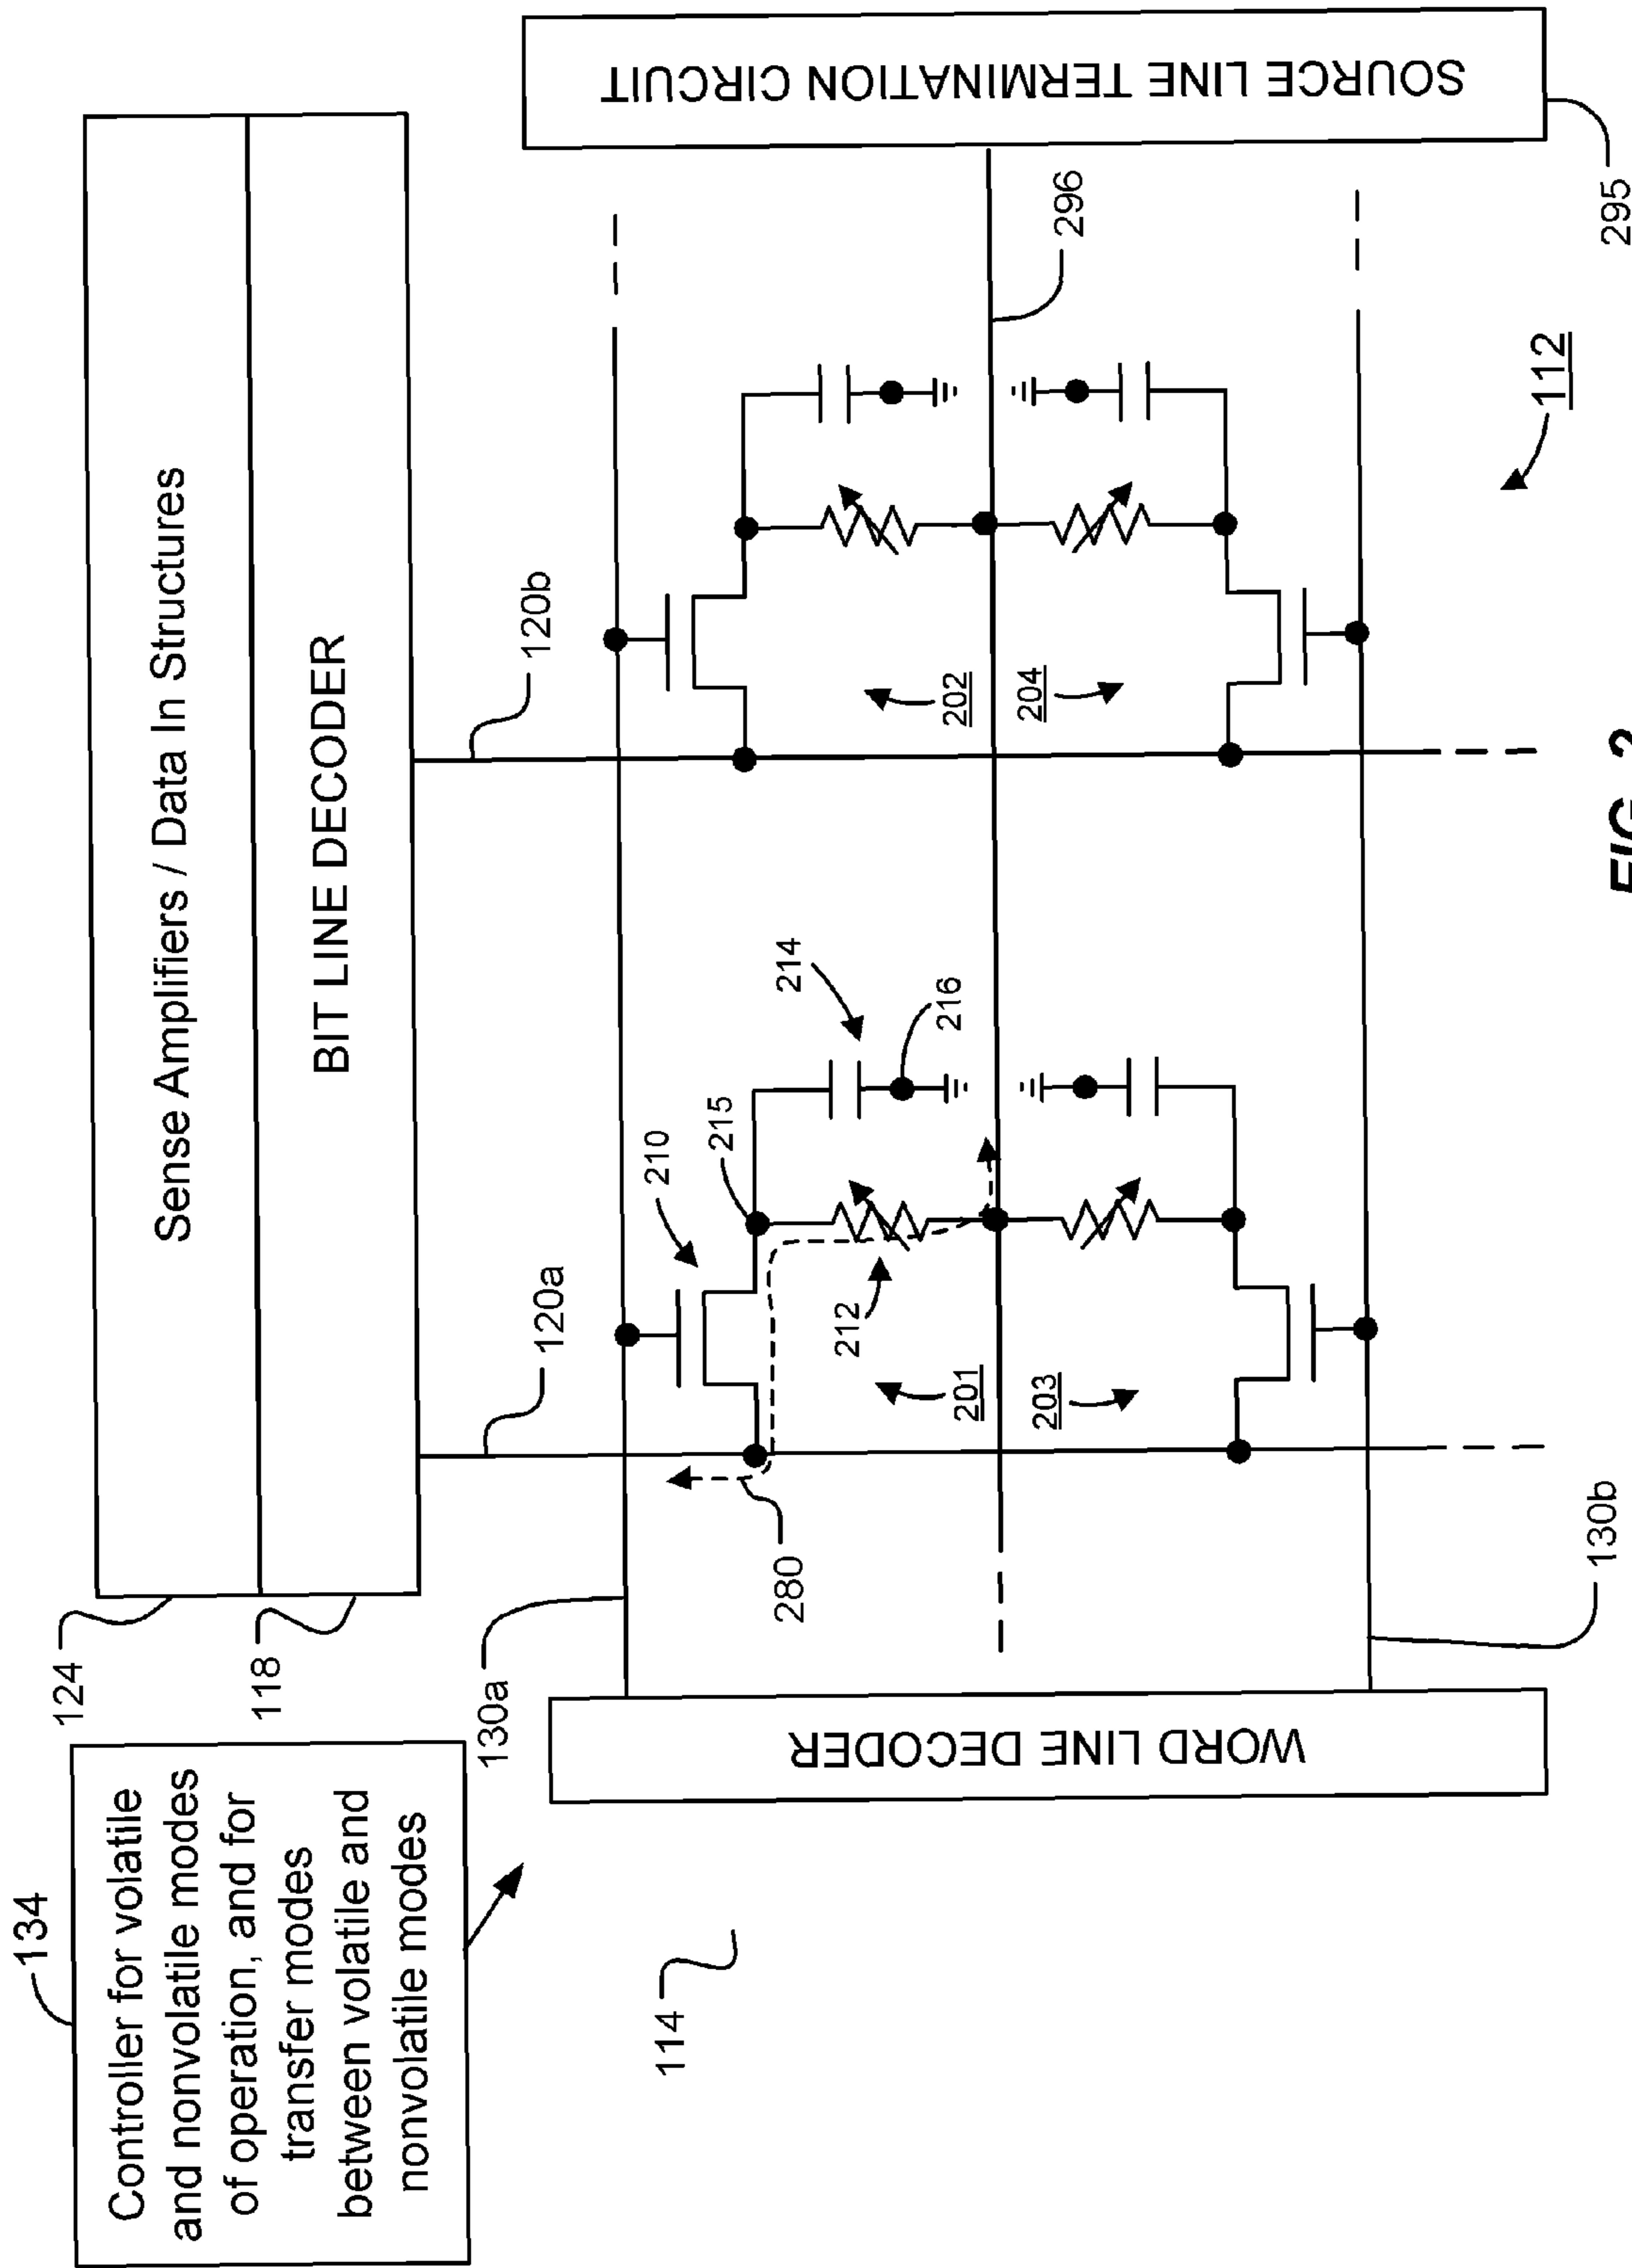 134
Controller for volatile
and nonvolatile modes
of operation, and for
transfer modes
between volatile and
nonvolatile modes
124
Sense Amplifiers / Data In Structures
118
BIT LINE DECODER
120a
120b
130a
280
210
215
212
214
216
201
203
202
204
296
114
WORD LINE DECODER
SOURCE LINE TERMINATION CIRCUIT
130b
112
295
FIG. 2